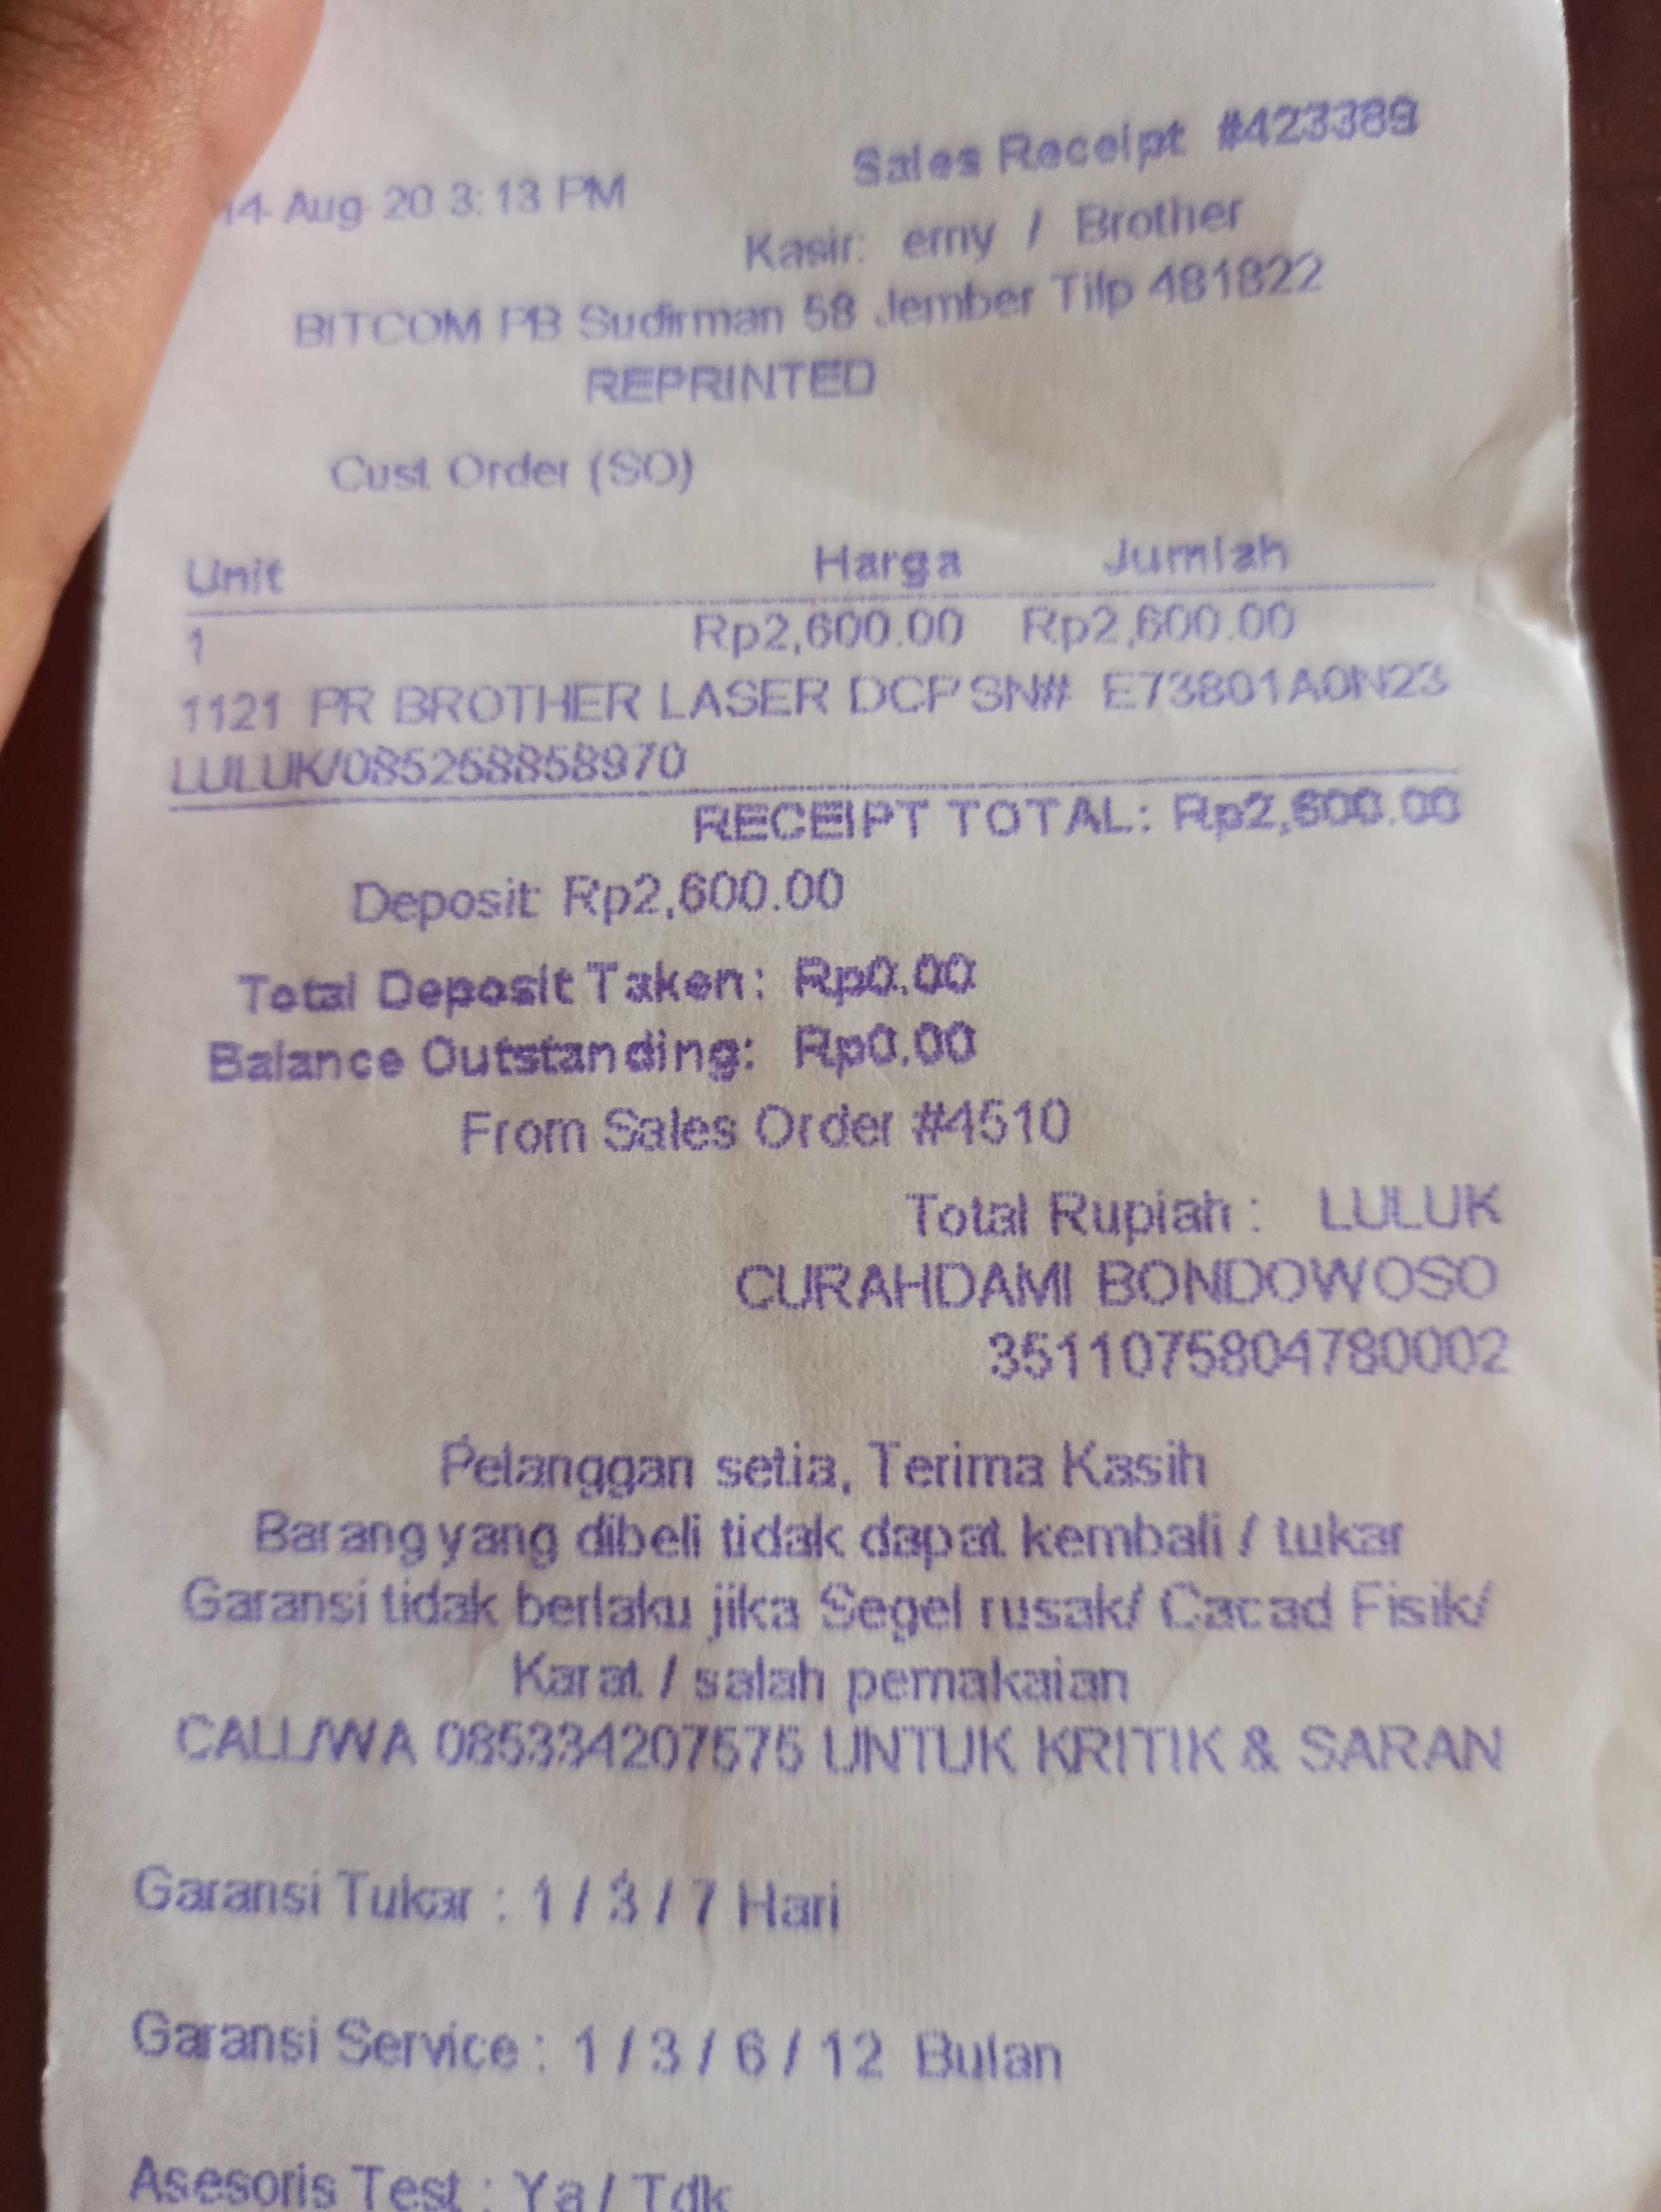 Sales Receipt #423389
14 Aug 20 3:13 PM
Kasir: erny / Brother
BITCOM PB Sudirman 58 Jember Tilp 481822
REPRINTED
Cust Order (SO)
Unit Harga Jumlah
1 Rp2,600.00 Rp2,600.00
1121 PR BROTHER LASER DCP SN# E73801A0N23
LULUK/085258858970
RECEIPT TOTAL: Rp2,600.00
Deposit: Rp2,600.00
Total Deposit Taken: Rp0.00
Balance Outstanding: Rp0.00
From Sales Order #4510
Total Rupiah : LULUK
CURAHDAMI BONDOWOSO
3511075804780002
Pelanggan setia, Terima Kasih
Barang yang dibeli tidak dapat kembali / tukar
Garansi tidak berlaku jika Segel rusak/ Cacad Fisik/
Karat / salah pemakaian
CALL/WA 085334207575 UNTUK KRITIK & SARAN
Garansi Tukar : 1 / 3 / 7 Hari
Garansi Service : 1 / 3 / 6 / 12 Bulan
Asesoris Test : Ya / Tdk